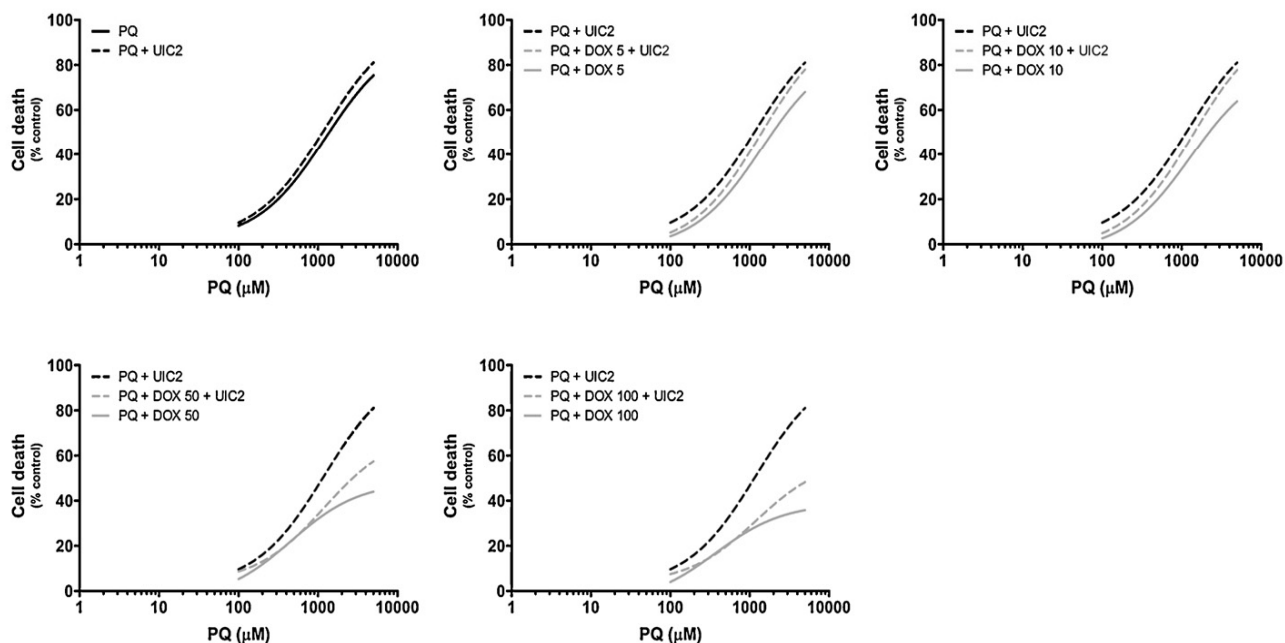 PQ
PQ + UIC2
100
80
60
40
20
0
Cell death
(% control)
1 10 100 1000 10000
PQ (µM)
PQ + UIC2
PQ + DOX 5 + UIC2
PQ + DOX 5
100
80
60
40
20
0
Cell death
(% control)
1 10 100 1000 10000
PQ (µM)
PQ + UIC2
PQ + DOX 10 + UIC2
PQ + DOX 10
100
80
60
40
20
0
Cell death
(% control)
1 10 100 1000 10000
PQ (µM)
PQ + UIC2
PQ + DOX 50 + UIC2
PQ + DOX 50
100
80
60
40
20
0
Cell death
(% control)
1 10 100 1000 10000
PQ (µM)
PQ + UIC2
PQ + DOX 100 + UIC2
PQ + DOX 100
100
80
60
40
20
0
Cell death
(% control)
1 10 100 1000 10000
PQ (µM)